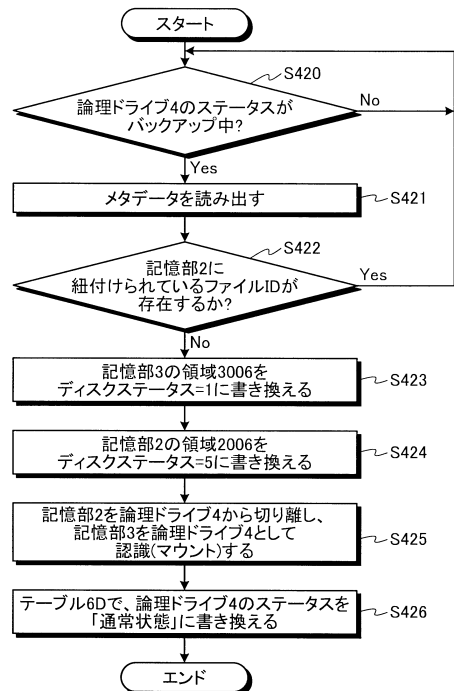 スタート
S420
論理ドライブ4のステータスが
バックアップ中?
No
Yes
メタデータを読み出す
S421
S422
記憶部2に
紐付けられているファイルIDが
存在するか?
Yes
No
記憶部3の領域3006を
ディスクステータス=1に書き換える
S423
記憶部2の領域2006を
ディスクステータス=5に書き換える
S424
記憶部2を論理ドライブ4から切り離し、
記憶部3を論理ドライブ4として
認識(マウント)する
S425
テーブル6Dで、論理ドライブ4のステータスを
「通常状態」に書き換える
S426
エンド